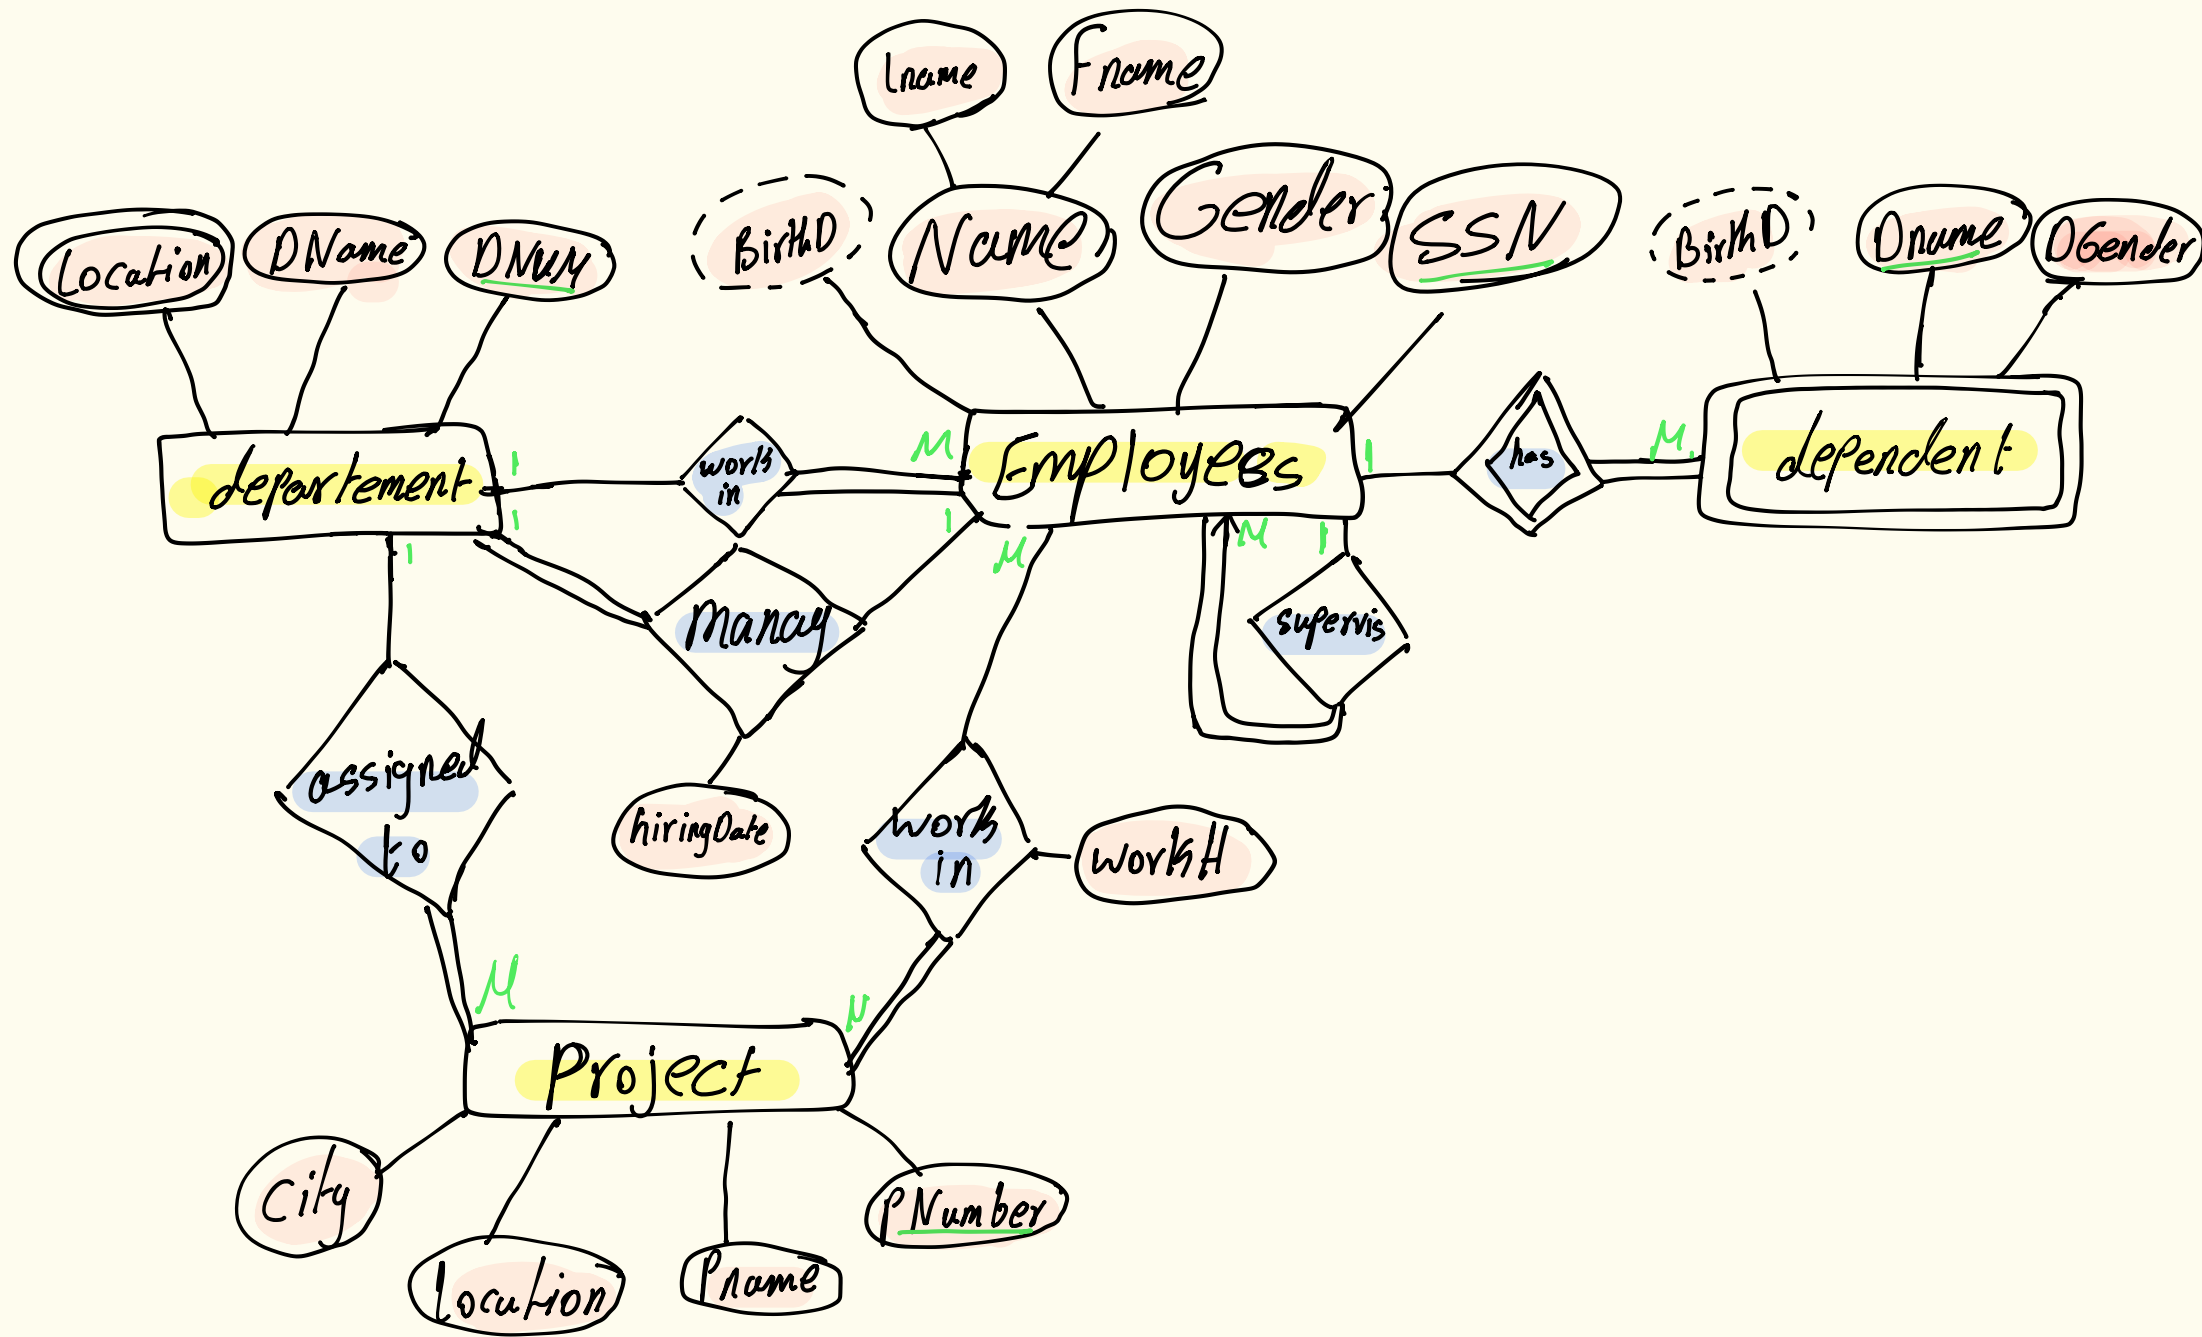 Lname
Fname
Location
DName
DNUM
BirthD
Name
Gender
SSN
BirthD
Dname
DGender
departement
1
work
in
M
Employees
1
has
M
dependent
1
1
M
M
1
1
Manag
supervis
assigned
to
hiringDate
work
in
workH
M
M
Project
City
Location
Pname
PNumber